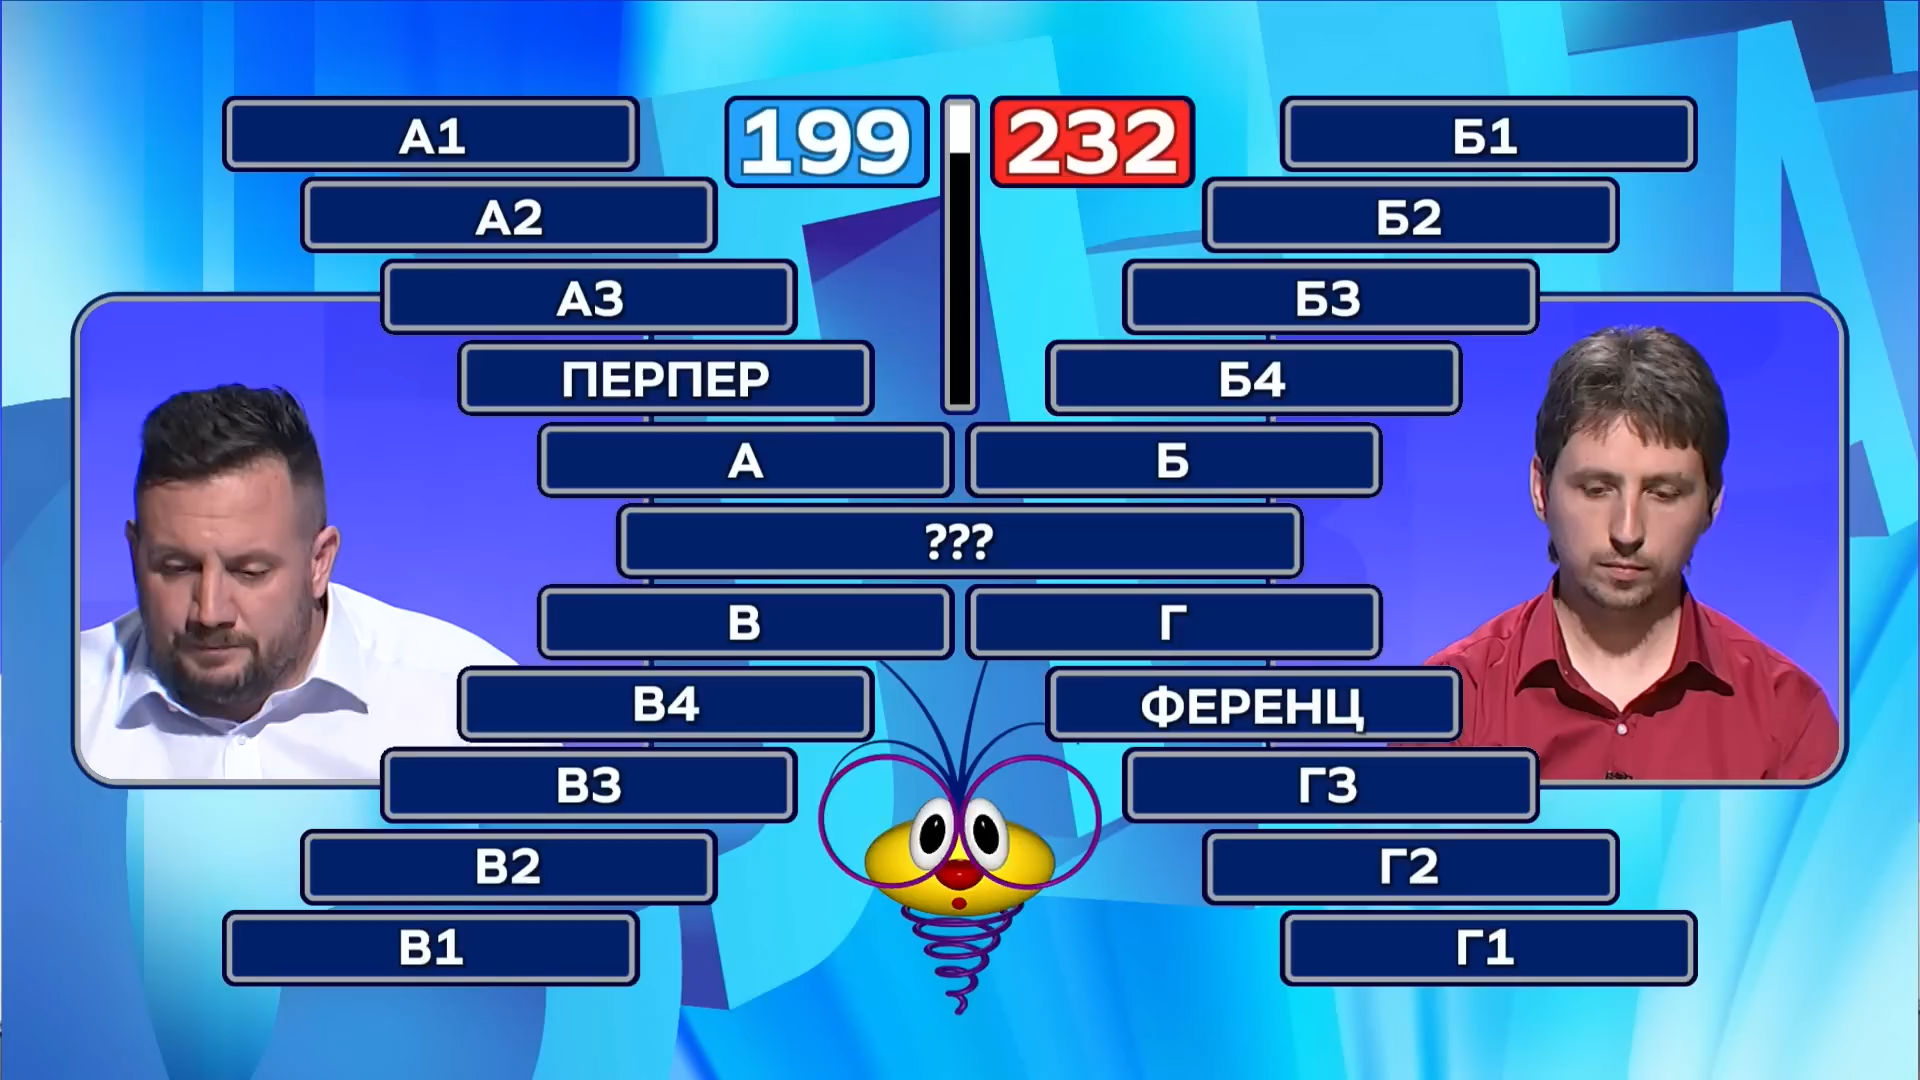 А1
199
232
Б1
А2
Б2
А3
Б3
ПЕРПЕР
Б4
А
Б
???
В
Г
В4
ФЕРЕНЦ
В3
Г3
В2
Г2
В1
Г1